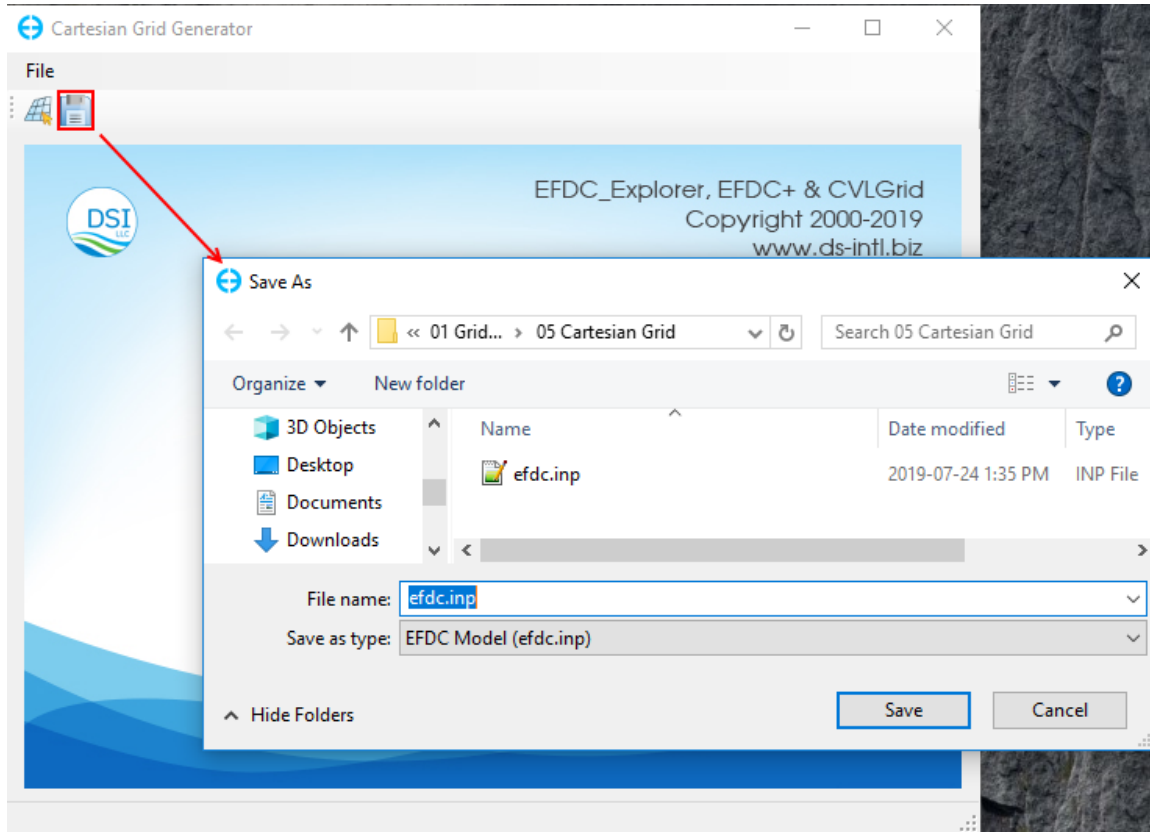 Cartesian Grid Generator
File
EFDC_Explorer, EFDC+ & CVLGrid
Copyright 2000-2019
www.ds-intl.biz
DSI
LLC
Save As
« 01 Grid... › 05 Cartesian Grid
Search 05 Cartesian Grid
Organize
New folder
3D Objects
Desktop
Documents
Downloads
Name
Date modified
Type
efdc.inp
2019-07-24 1:35 PM
INP File
File name:
efdc.inp
Save as type:
EFDC Model (efdc.inp)
Hide Folders
Save
Cancel